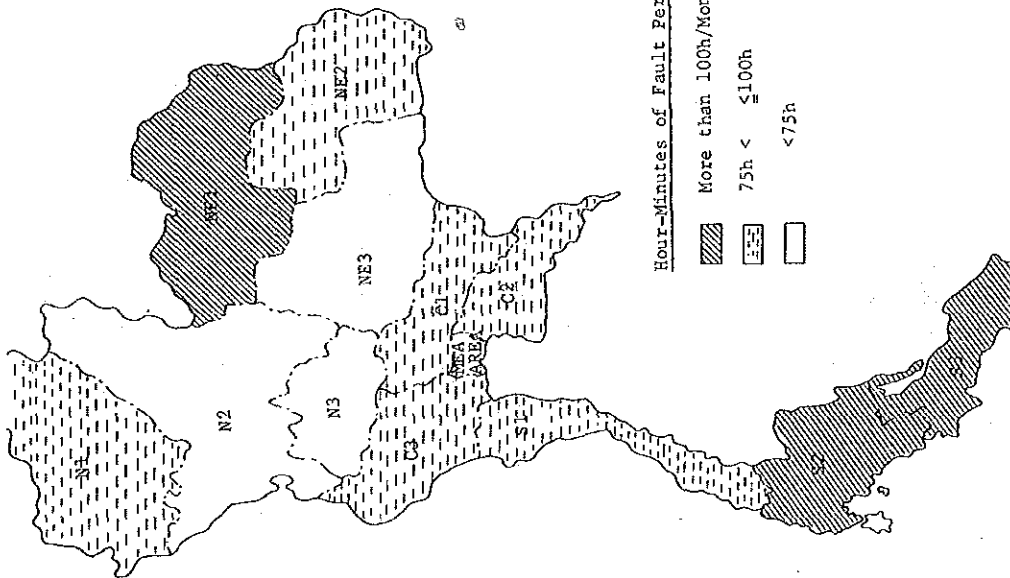 N1
NE1
NE2
N2
N3
NE3
C1
C2
C3
MEA
AREA
S1
S2
S3
Hour-Minutes of Fault Per
More than 100h/Mon
75h < ≦100h
<75h